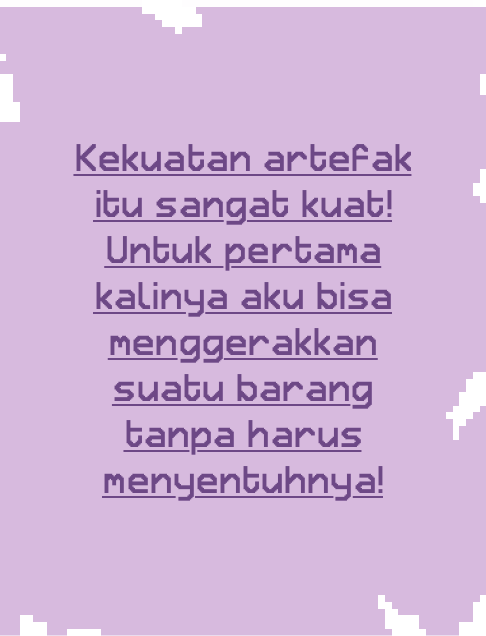 Kekuatan artefak
itu sangat kuat!
Untuk pertama
kalinya aku bisa
menggerakkan
suatu barang
tanpa harus
menyentuhnya!